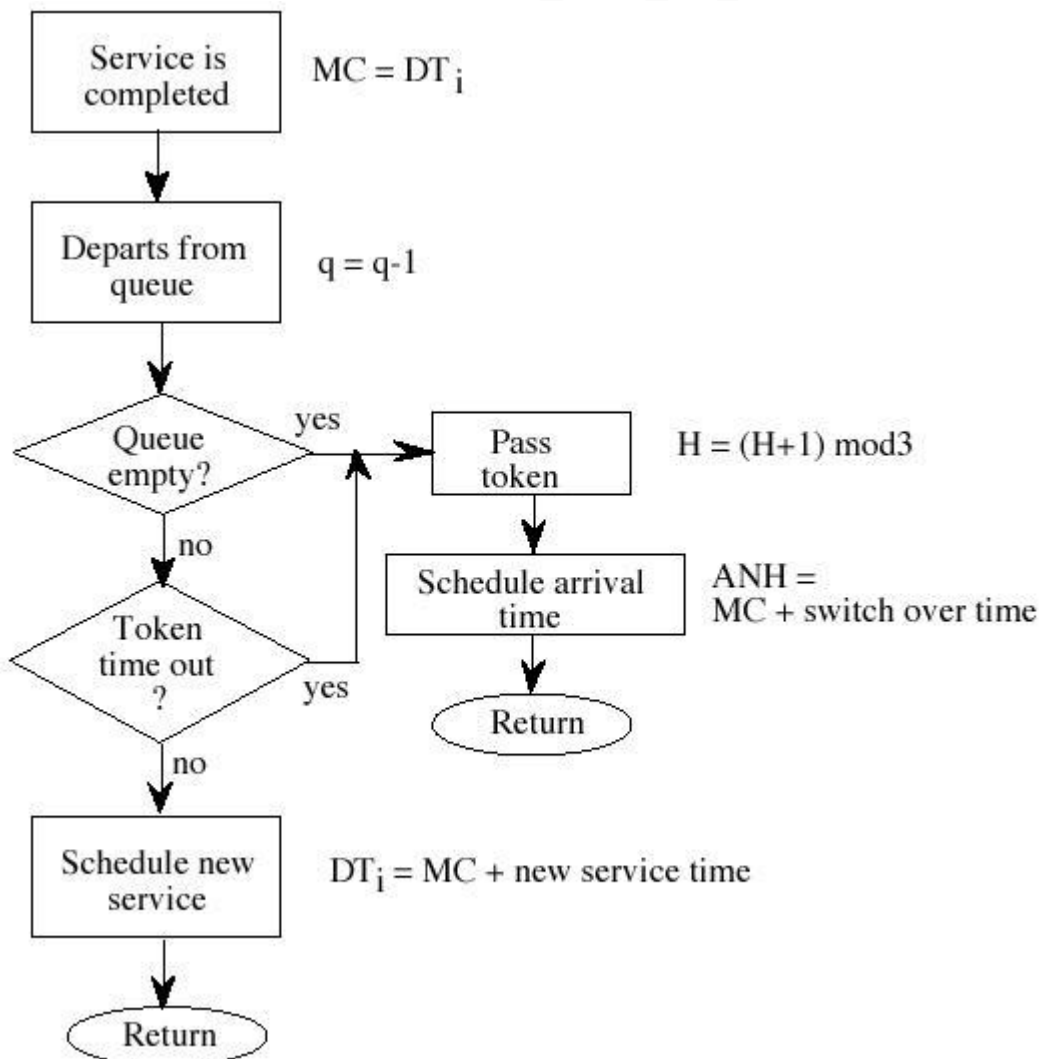 Service is
completed
MC = DTi
Departs from
queue
q = q-1
Queue
empty?
yes
Pass
token
H = (H+1) mod3
no
Schedule arrival
time
ANH =
MC + switch over time
Token
time out
?
yes
Return
no
Schedule new
service
DTi = MC + new service time
Return